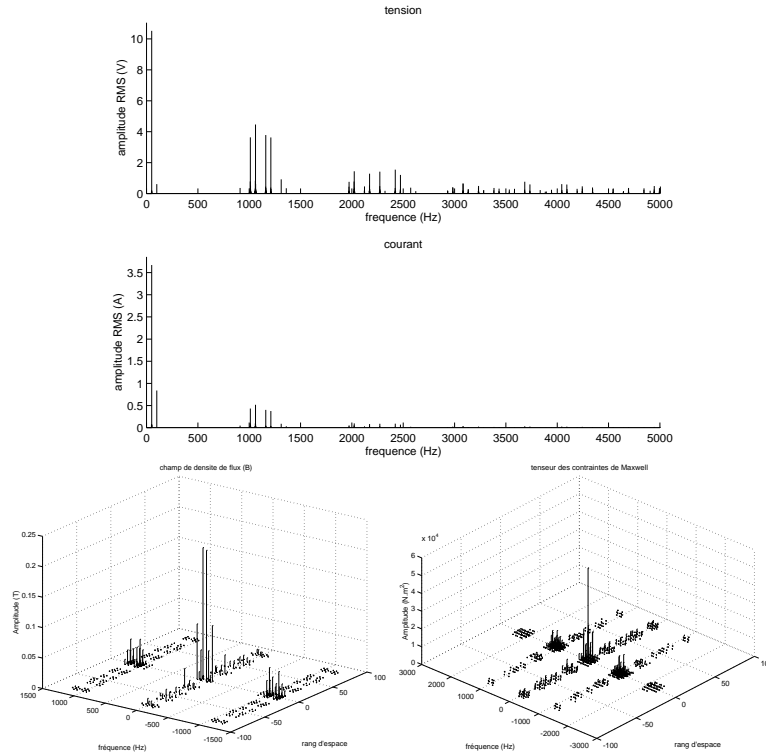 tension
amplitude RMS (V)
10
8
6
4
2
0
0 500 1000 1500 2000 2500 3000 3500 4000 4500 5000
frequence (Hz)
courant
amplitude RMS (A)
3.5
3
2.5
2
1.5
1
0.5
0
0 500 1000 1500 2000 2500 3000 3500 4000 4500 5000
frequence (Hz)
champ de densite de flux (B)
Amplitude (T)
0.25
0.2
0.15
0.1
0.05
0
1500 1000 500 0 -500 -1000 -1500
fréquence (Hz)
-100 -50 0 50 100
rang d'espace
tenseur des contraintes de Maxwell
x 10⁴
Amplitude (N.m²)
6
5
4
3
2
1
0
3000 2000 1000 0 -1000 -2000 -3000
fréquence (Hz)
-100 -50 0 50
rang d'espace